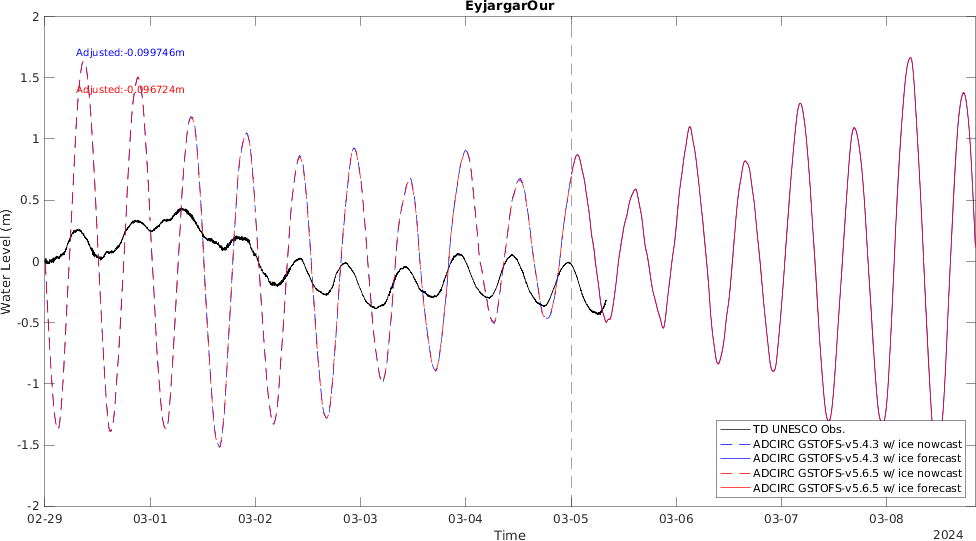 EyjargarOur
2
1.5
1
0.5
0
-0.5
-1
-1.5
-2
Water Level (m)
Adjusted:-0.099746m
Adjusted:-0.096724m
TD UNESCO Obs.
ADCIRC GSTOFS-v5.4.3 w/ ice nowcast
ADCIRC GSTOFS-v5.4.3 w/ ice forecast
ADCIRC GSTOFS-v5.6.5 w/ ice nowcast
ADCIRC GSTOFS-v5.6.5 w/ ice forecast
02-29 03-01 03-02 03-03 03-04 03-05 03-06 03-07 03-08
Time
2024